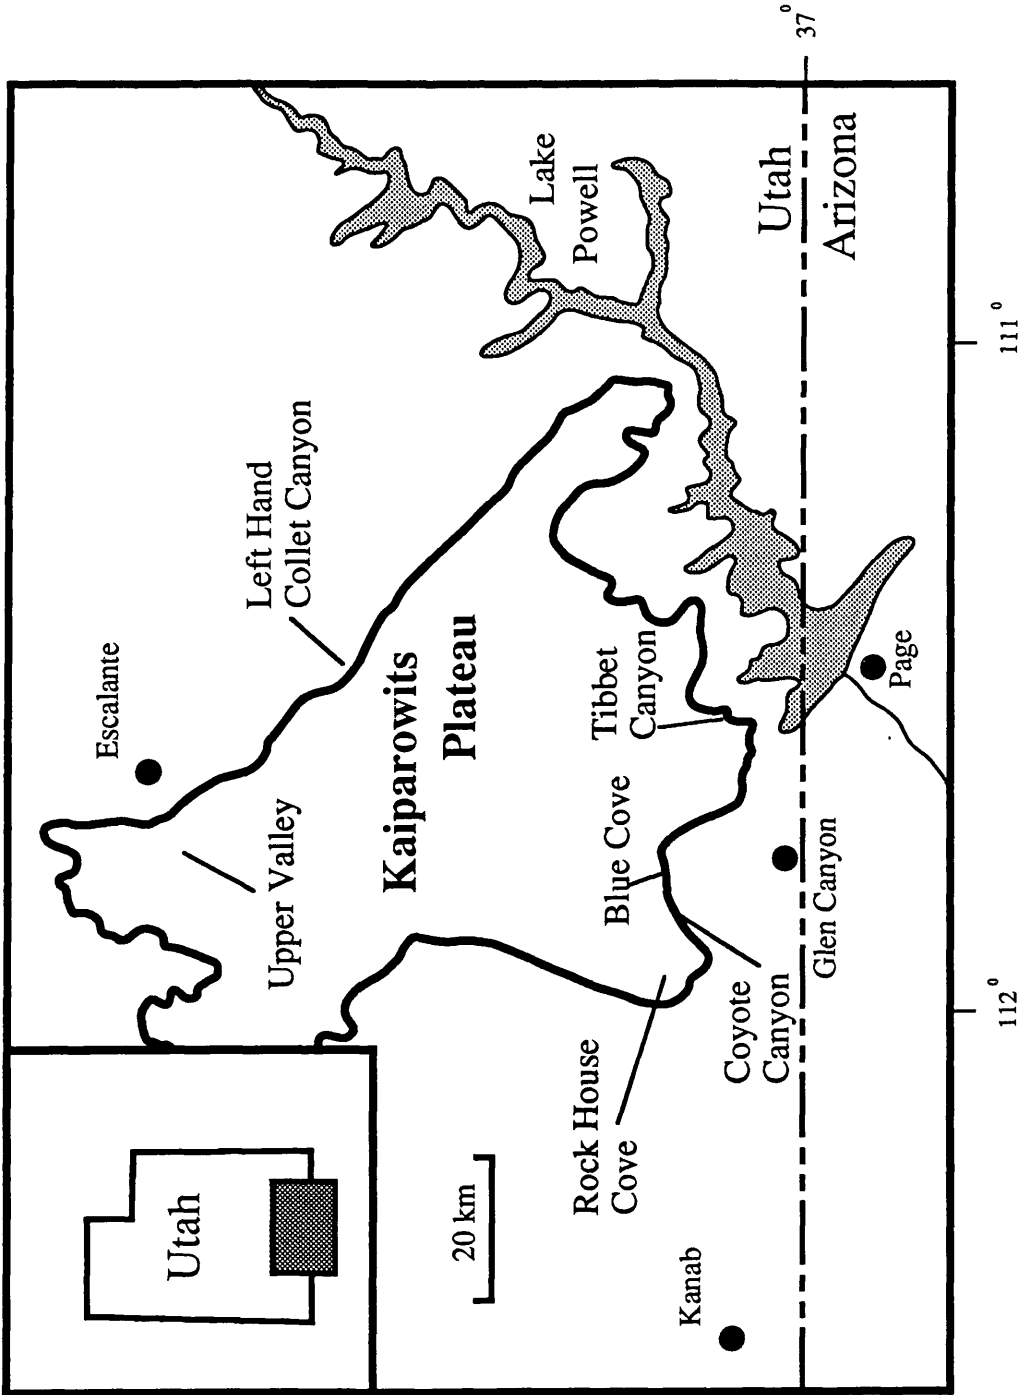 Utah
Escalante
Upper Valley
Left Hand
Collet Canyon
Kaiparowits
Plateau
Lake
Powell
20 km
Rock House
Cove
Blue Cove
Tibbet
Canyon
Coyote
Canyon
Kanab
Glen Canyon
Page
Utah
Arizona
37°
112°
111°